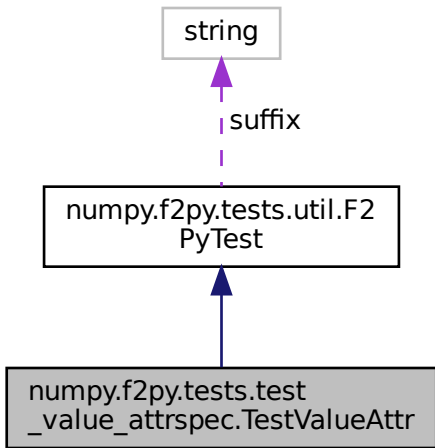 string
suffix
numpy.f2py.tests.util.F2
PyTest
numpy.f2py.tests.test
_value_attrspec.TestValueAttr